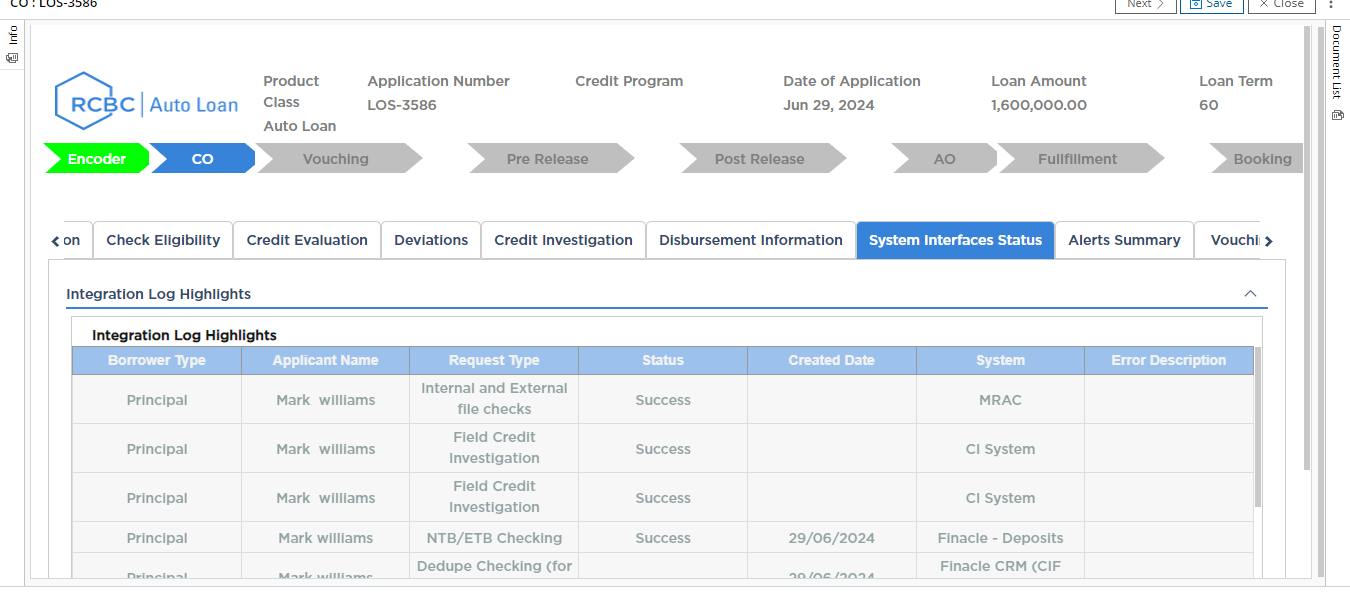 CO : LOS-3586
Next
Save
Close
Info
Document List
RCBC Auto Loan
Product Class
Auto Loan
Application Number
LOS-3586
Credit Program
Date of Application
Jun 29, 2024
Loan Amount
1,600,000.00
Loan Term
60
Encoder
CO
Vouching
Pre Release
Post Release
AO
Fullfillment
Booking
on
Check Eligibility
Credit Evaluation
Deviations
Credit Investigation
Disbursement Information
System Interfaces Status
Alerts Summary
Vouchi
Integration Log Highlights
Integration Log Highlights
Borrower Type Applicant Name Request Type Status Created Date System Error Description
Principal Mark williams Internal and External file checks Success MRAC
Principal Mark williams Field Credit Investigation Success CI System
Principal Mark williams Field Credit Investigation Success CI System
Principal Mark williams NTB/ETB Checking Success 29/06/2024 Finacle - Deposits
Principal Mark williams Dedupe Checking (for 29/06/2024 Finacle CRM (CIF